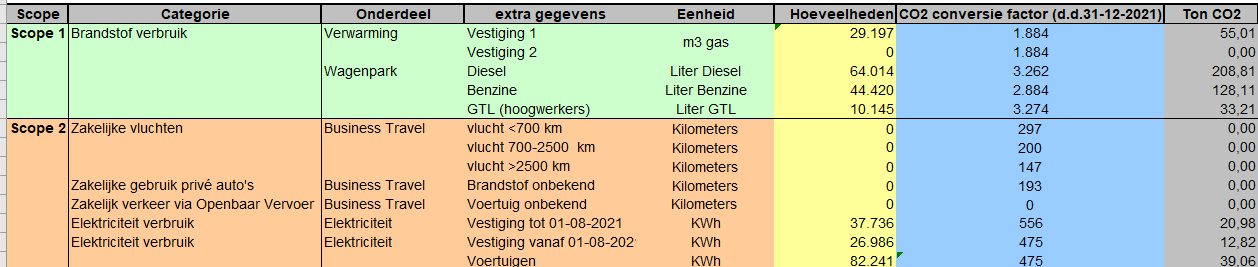 Scope Categorie Onderdeel extra gegevens Eenheid Hoeveelheden CO2 conversie factor (d.d.31-12-2021) Ton CO2
Scope 1 Brandstof verbruik Verwarming Vestiging 1 m3 gas 29.197 1.884 55,01
Vestiging 2 0 1.884 0,00
Wagenpark Diesel Liter Diesel 64.014 3.262 208,81
Benzine Liter Benzine 44.420 2.884 128,11
GTL (hoogwerkers) Liter GTL 10.145 3.274 33,21
Scope 2 Zakelijke vluchten Business Travel vlucht <700 km Kilometers 0 297 0,00
vlucht 700-2500 km Kilometers 0 200 0,00
vlucht >2500 km Kilometers 0 147 0,00
Zakelijke gebruik privé auto's Business Travel Brandstof onbekend Kilometers 0 193 0,00
Zakelijk verkeer via Openbaar Vervoer Business Travel Voertuig onbekend Kilometers 0 0 0,00
Elektriciteit verbruik Elektriciteit Vestiging tot 01-08-2021 KWh 37.736 556 20,98
Elektriciteit verbruik Elektriciteit Vestiging vanaf 01-08-202 KWh 26.986 475 12,82
Voertuigen KWh 82.241 475 39,06